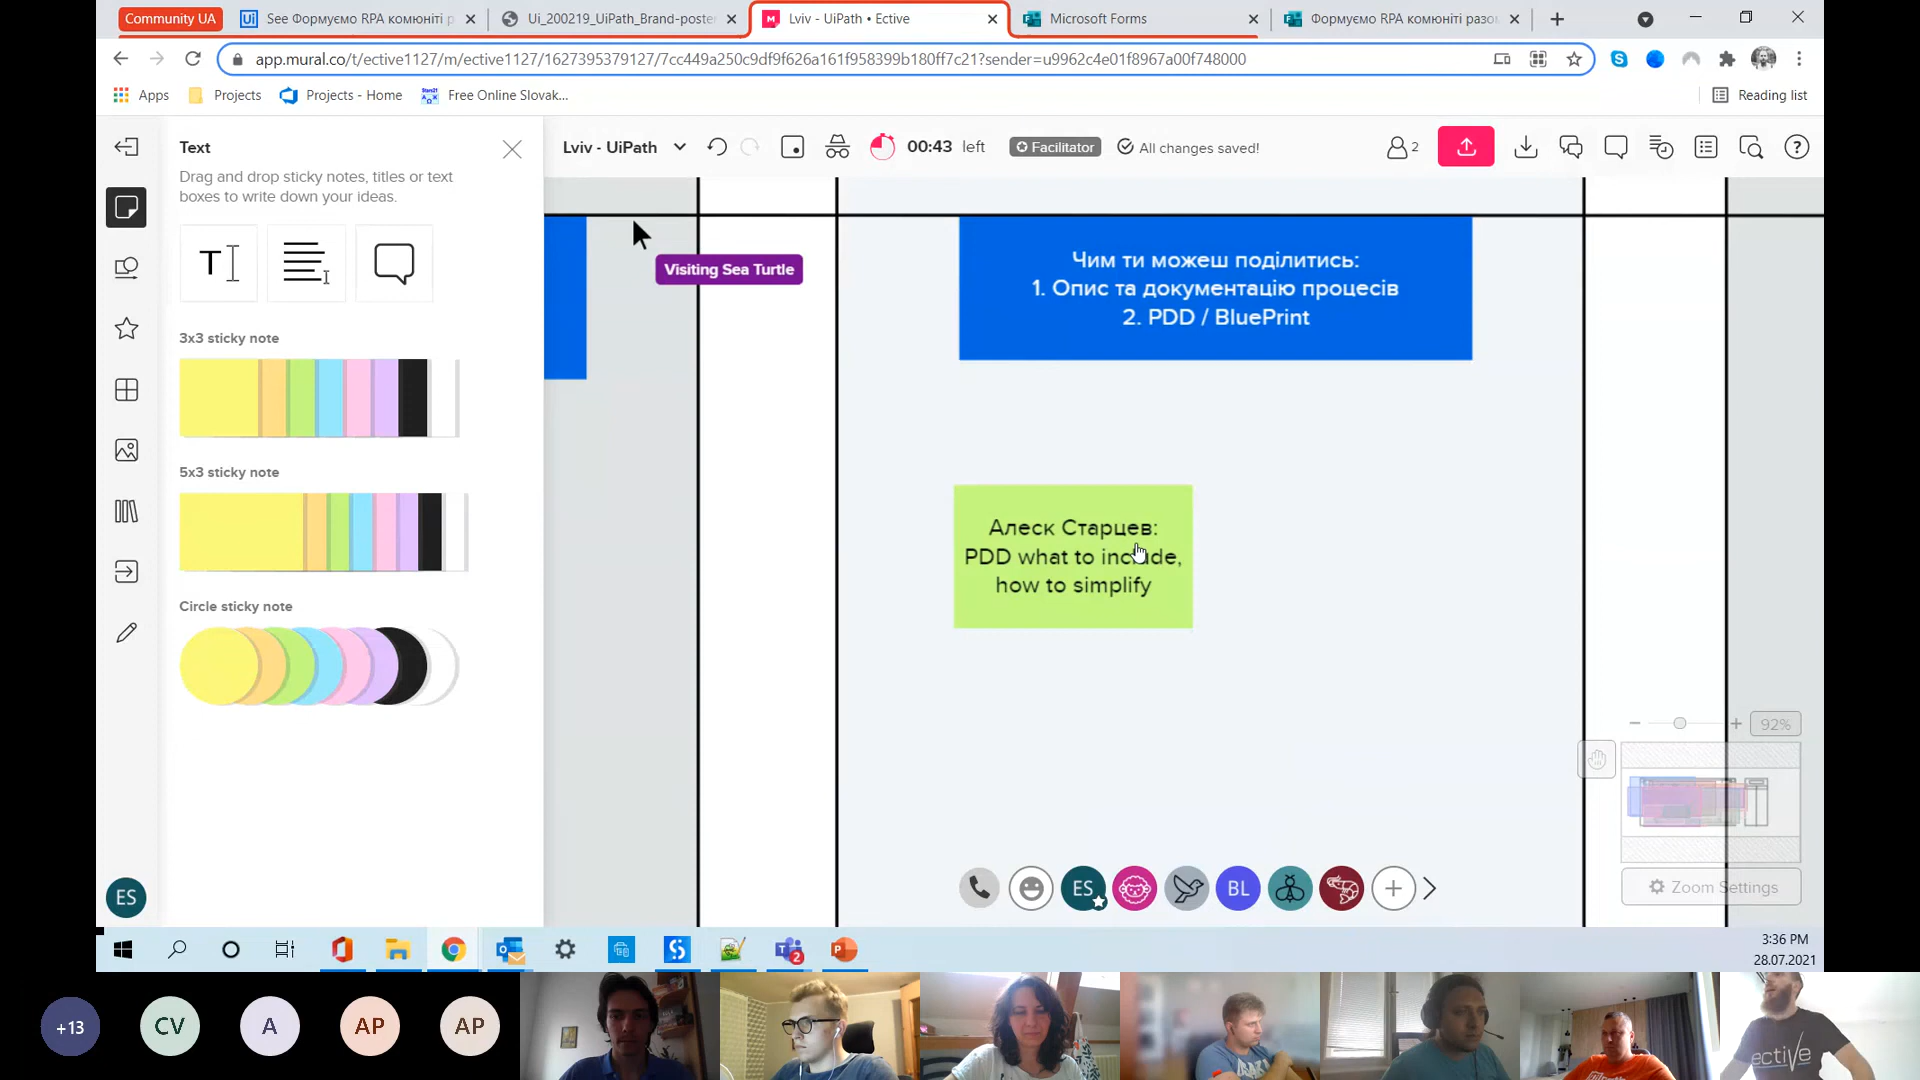 Community UA
Ui
See Формуємо RPA комюніті р
Ui_200219_UiPath_Brand-poster
Lviv - UiPath • Ective
Microsoft Forms
Формуємо RPA комюніті разо
app.mural.co/t/ective1127/m/ective1127/1627395379127/7cc449a250c9df9f626a161f958399b180ff7c21?sender=u9962c4e01f8967a00f748000
Apps
Projects
Projects - Home
Free Online Slovak...
Reading list
Text
Drag and drop sticky notes, titles or text
boxes to write down your ideas.
Lviv - UiPath
00:43 left
Facilitator
All changes saved!
2
T
3x3 sticky note
5x3 sticky note
Circle sticky note
Visiting Sea Turtle
Чим ти можеш поділитись:
1. Опис та документацію процесів
2. PDD / BluePrint
Алеск Старцев:
PDD what to include,
how to simplify
92%
Zoom Settings
ES
ES
BL
2
3:36 PM
28.07.2021
+13
CV
A
AP
AP
ective